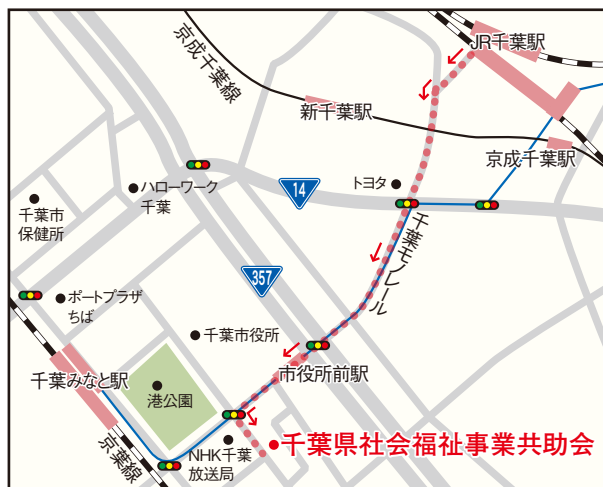 JR千葉駅
京成千葉線
新千葉駅
京成千葉駅
トヨタ
ハローワーク
千葉
14
千葉市
保健所
千葉モノレール
357
ポートプラザ
ちば
千葉市役所
市役所前駅
千葉みなと駅
港公園
NHK千葉
放送局
千葉県社会福祉事業共助会
京葉線